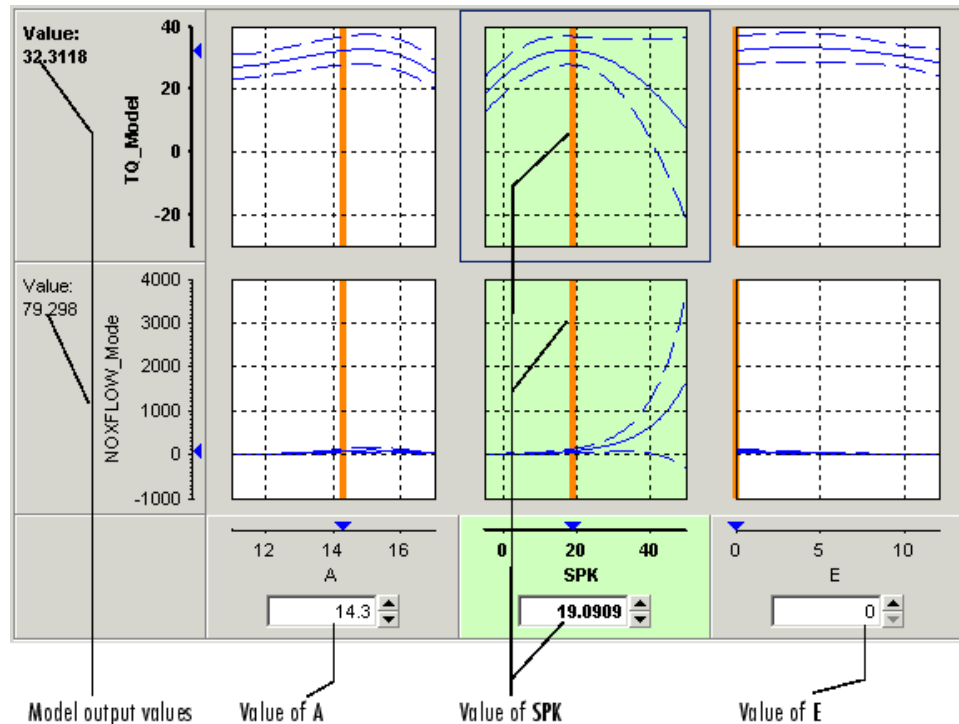 Value:
32.3118
TQ_Model
40
20
0
-20
Value:
79.298
NOXFLOW_Mode
4000
3000
2000
1000
0
-1000
12 14 16
A
14.3
0 20 40
SPK
19.0909
0 5 10
E
0
Model output values
Value of A
Value of SPK
Value of E